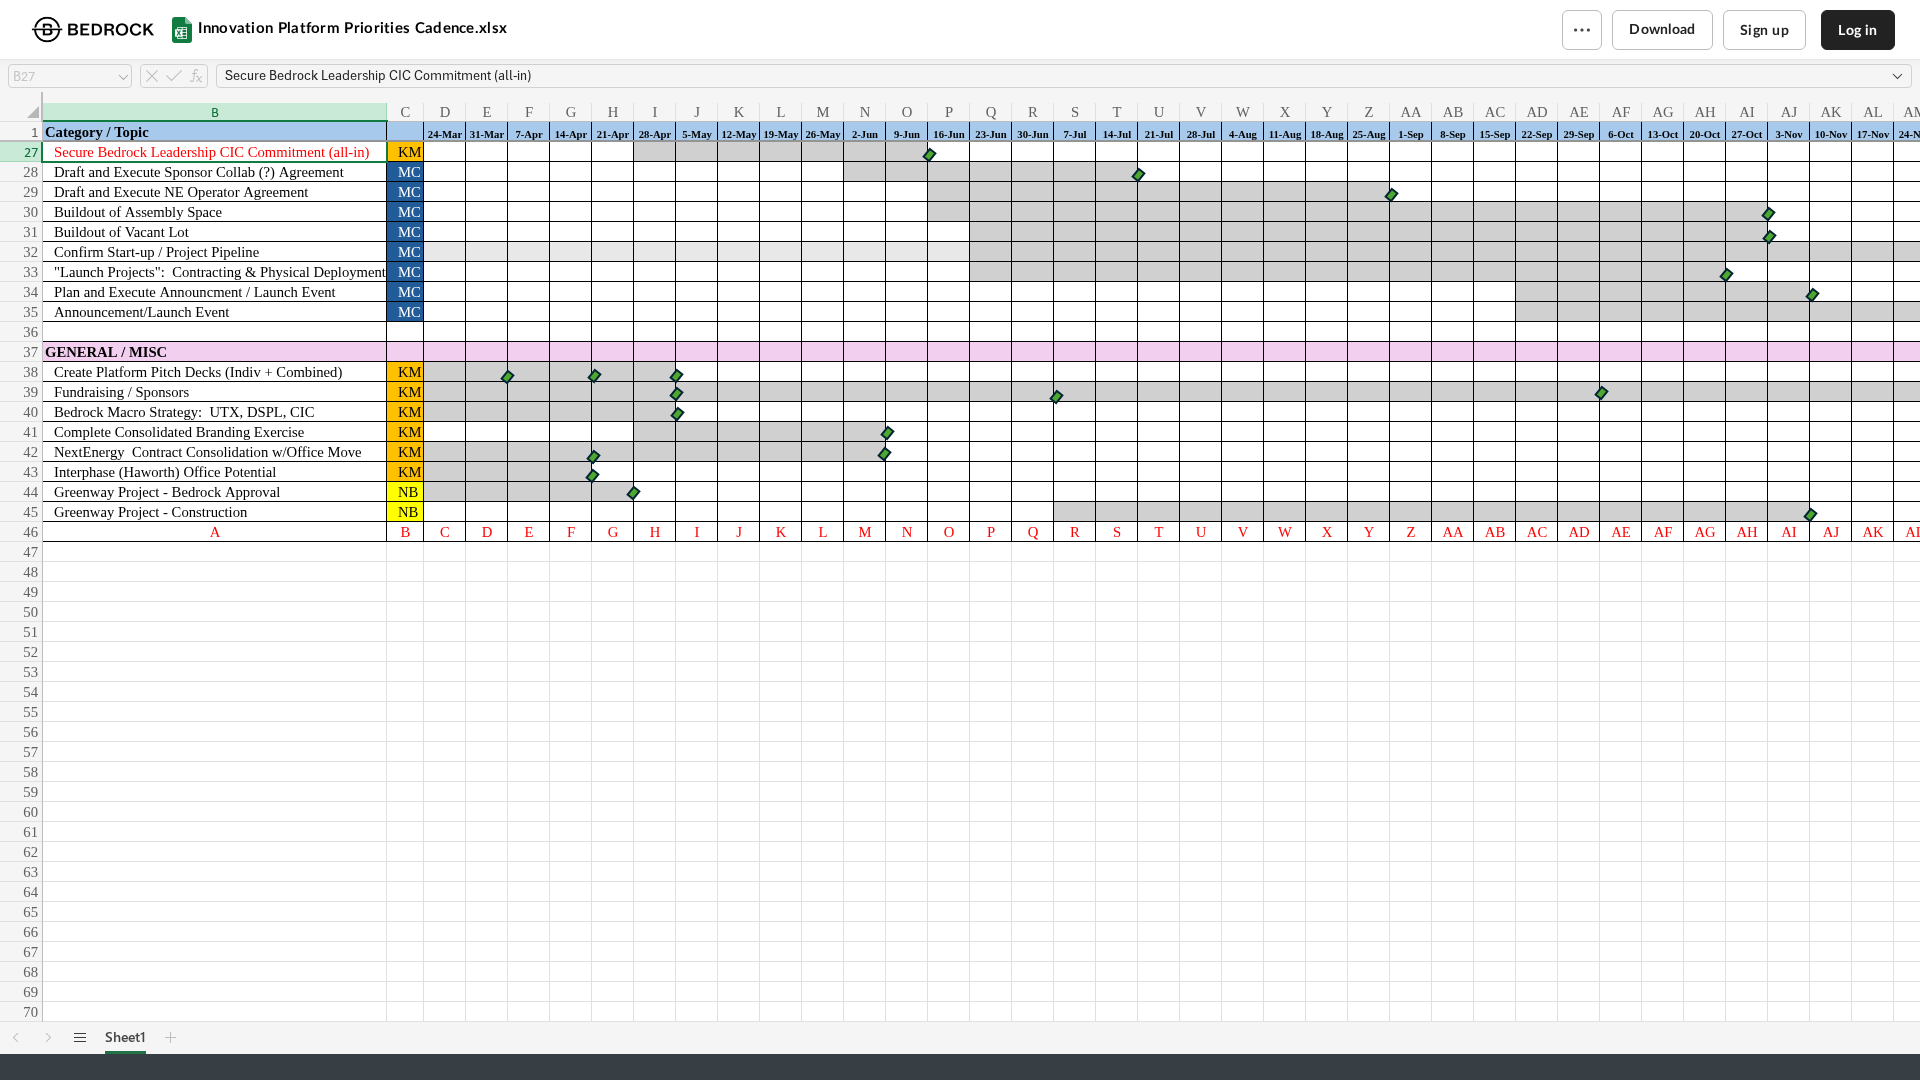 BEDROCK Innovation Platform Priorities Cadence.xlsx ... Download Sign up Log in
B27 fx Secure Bedrock Leadership CIC Commitment (all-in)
B C D E F G H I J K L M N O P Q R S T U V W X Y Z AA AB AC AD AE AF AG AH AI AJ AK AL AM
1 Category / Topic 24-Mar 31-Mar 7-Apr 14-Apr 21-Apr 28-Apr 5-May 12-May 19-May 26-May 2-Jun 9-Jun 16-Jun 23-Jun 30-Jun 7-Jul 14-Jul 21-Jul 28-Jul 4-Aug 11-Aug 18-Aug 25-Aug 1-Sep 8-Sep 15-Sep 22-Sep 29-Sep 6-Oct 13-Oct 20-Oct 27-Oct 3-Nov 10-Nov 17-Nov 24-N
27 Secure Bedrock Leadership CIC Commitment (all-in) KM
28 Draft and Execute Sponsor Collab (?) Agreement MC
29 Draft and Execute NE Operator Agreement MC
30 Buildout of Assembly Space MC
31 Buildout of Vacant Lot MC
32 Confirm Start-up / Project Pipeline MC
33 "Launch Projects":  Contracting & Physical Deployment MC
34 Plan and Execute Announcment / Launch Event MC
35 Announcement/Launch Event MC
36
37 GENERAL / MISC
38 Create Platform Pitch Decks (Indiv + Combined) KM
39 Fundraising / Sponsors KM
40 Bedrock Macro Strategy:  UTX, DSPL, CIC KM
41 Complete Consolidated Branding Exercise KM
42 NextEnergy  Contract Consolidation w/Office Move KM
43 Interphase (Haworth) Office Potential KM
44 Greenway Project - Bedrock Approval NB
45 Greenway Project - Construction NB
46 A B C D E F G H I J K L M N O P Q R S T U V W X Y Z AA AB AC AD AE AF AG AH AI AJ AK AL
47
48
49
50
51
52
53
54
55
56
57
58
59
60
61
62
63
64
65
66
67
68
69
70
Sheet1